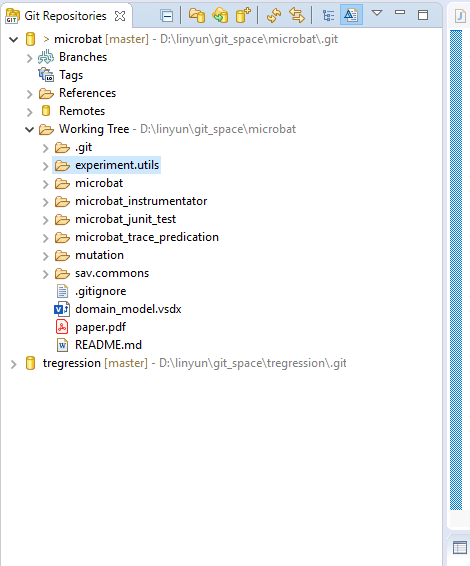 Git Repositories
> microbat [master] - D:\linyun\git_space\microbat\.git
Branches
Tags
References
Remotes
Working Tree - D:\linyun\git_space\microbat
.git
experiment.utils
microbat
microbat_instrumentator
microbat_junit_test
microbat_trace_predication
mutation
sav.commons
.gitignore
domain_model.vsdx
paper.pdf
README.md
tregression [master] - D:\linyun\git_space\tregression\.git